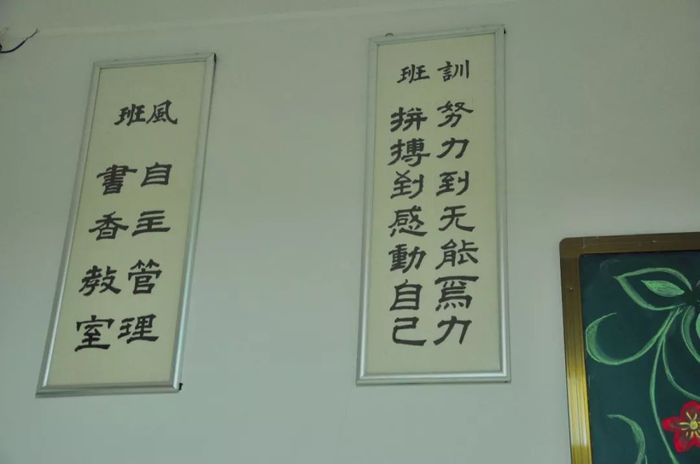 班風
自主管理
書香教室
班訓
努力到无能爲力
拼搏到感動自己